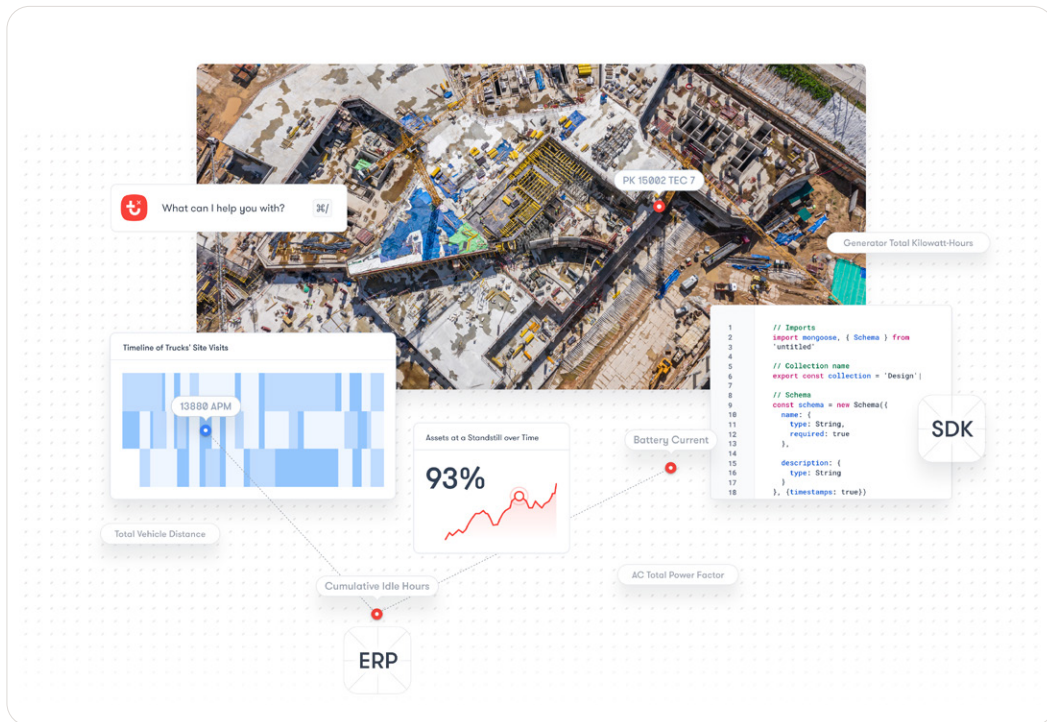 PK 15002 TEC 7
What can I help you with?
⌘/
Generator Total Kilowatt-Hours
Timeline of Trucks' Site Visits
13880 APM
Assets at a Standstill over Time
93%
Battery Current
1 // Imports
2 import mongoose, { Schema } from
3 'untitled'
4
5 // Collection name
6 export const collection = 'Design'|
7
8 // Schema
9 const schema = new Schema({
10 name: {
11 type: String,
12 required: true
13 },
14
15 description: {
16 type: String
17 }
18 }, {timestamps: true})
SDK
Total Vehicle Distance
Cumulative Idle Hours
AC Total Power Factor
ERP